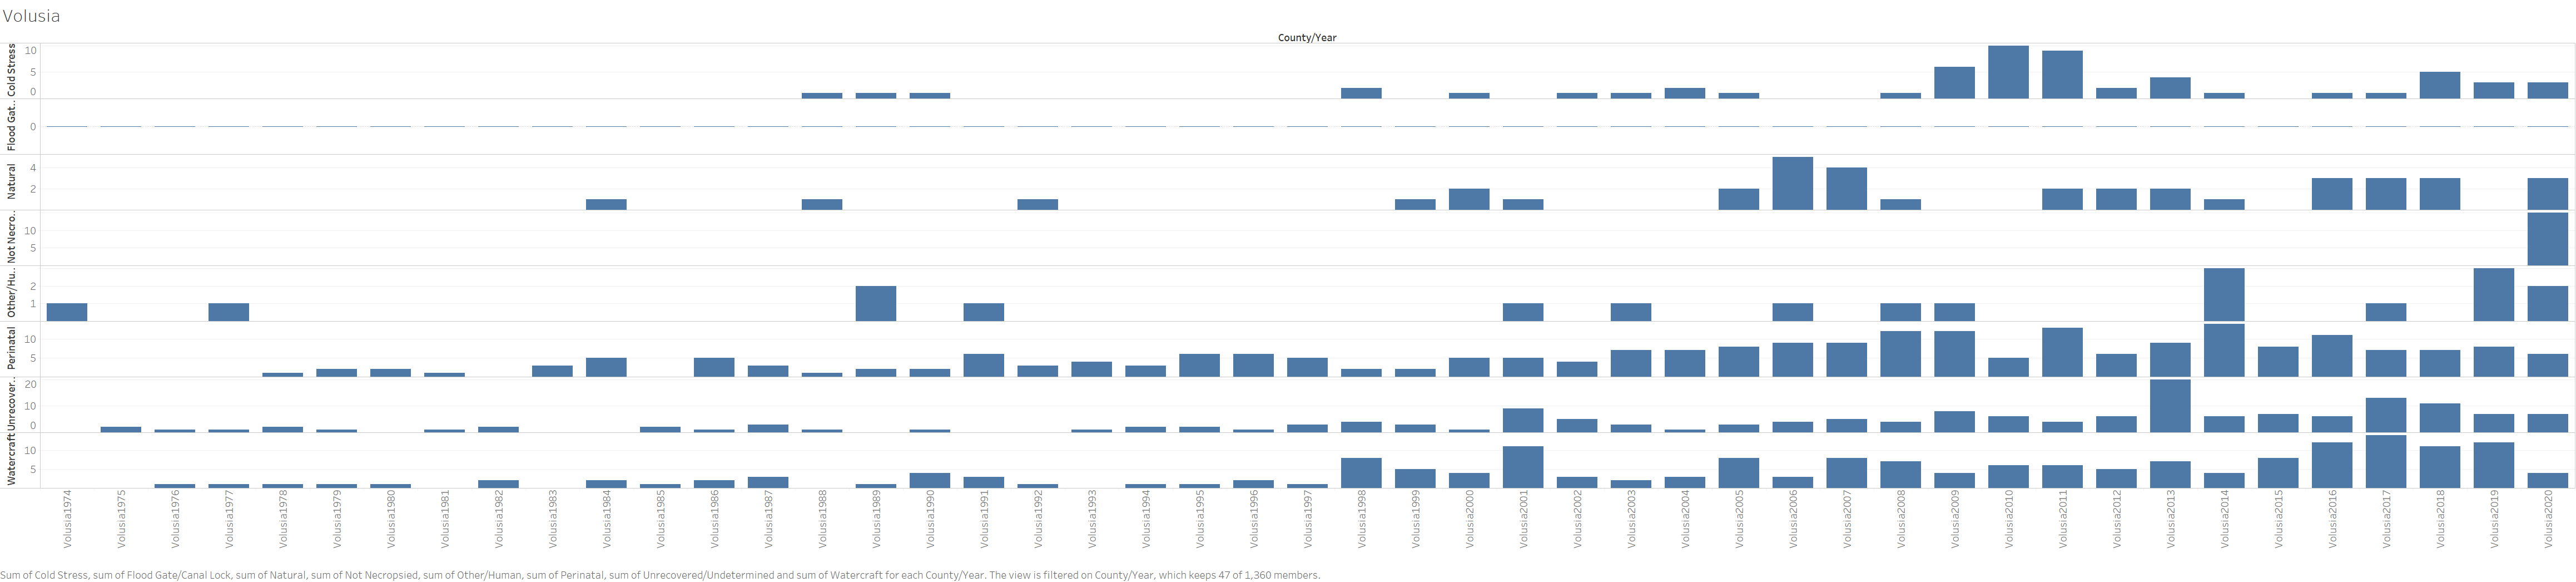 Volusia
County/Year
Cold Stress
10
5
0
Flood Gat..
0
Natural
4
2
Not Necro..
10
5
Other/Hu..
2
1
Perinatal
10
5
Unrecover..
20
10
0
Watercraft
10
5
Volusia1974
Volusia1975
Volusia1976
Volusia1977
Volusia1978
Volusia1979
Volusia1980
Volusia1981
Volusia1982
Volusia1983
Volusia1984
Volusia1985
Volusia1986
Volusia1987
Volusia1988
Volusia1989
Volusia1990
Volusia1991
Volusia1992
Volusia1993
Volusia1994
Volusia1995
Volusia1996
Volusia1997
Volusia1998
Volusia1999
Volusia2000
Volusia2001
Volusia2002
Volusia2003
Volusia2004
Volusia2005
Volusia2006
Volusia2007
Volusia2008
Volusia2009
Volusia2010
Volusia2011
Volusia2012
Volusia2013
Volusia2014
Volusia2015
Volusia2016
Volusia2017
Volusia2018
Volusia2019
Volusia2020
Sum of Cold Stress, sum of Flood Gate/Canal Lock, sum of Natural, sum of Not Necropsied, sum of Other/Human, sum of Perinatal, sum of Unrecovered/Undetermined and sum of Watercraft for each County/Year. The view is filtered on County/Year, which keeps 47 of 1,360 members.